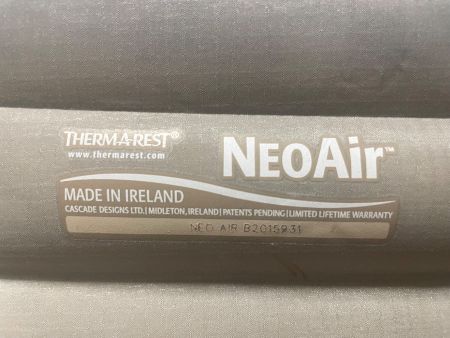 THERM-A-REST®
www.thermarest.com
NEOAIR™
MADE IN IRELAND
CASCADE DESIGNS LTD. | MIDLETON, IRELAND | PATENTS PENDING | LIMITED LIFETIME WARRANTY
NEO AIR B2015931